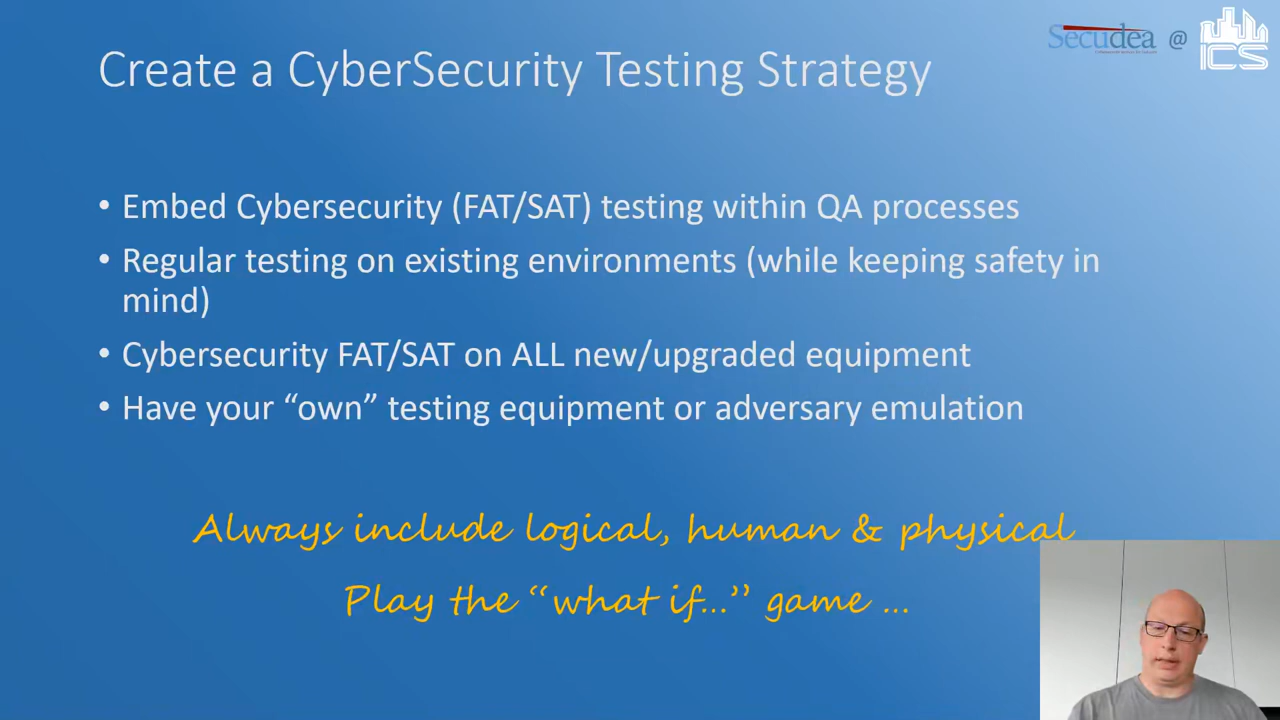 Secudea @ ICS
Create a CyberSecurity Testing Strategy
• Embed Cybersecurity (FAT/SAT) testing within QA processes
• Regular testing on existing environments (while keeping safety in
mind)
• Cybersecurity FAT/SAT on ALL new/upgraded equipment
• Have your “own” testing equipment or adversary emulation
Always include logical, human & physical
Play the “what if...” game ...